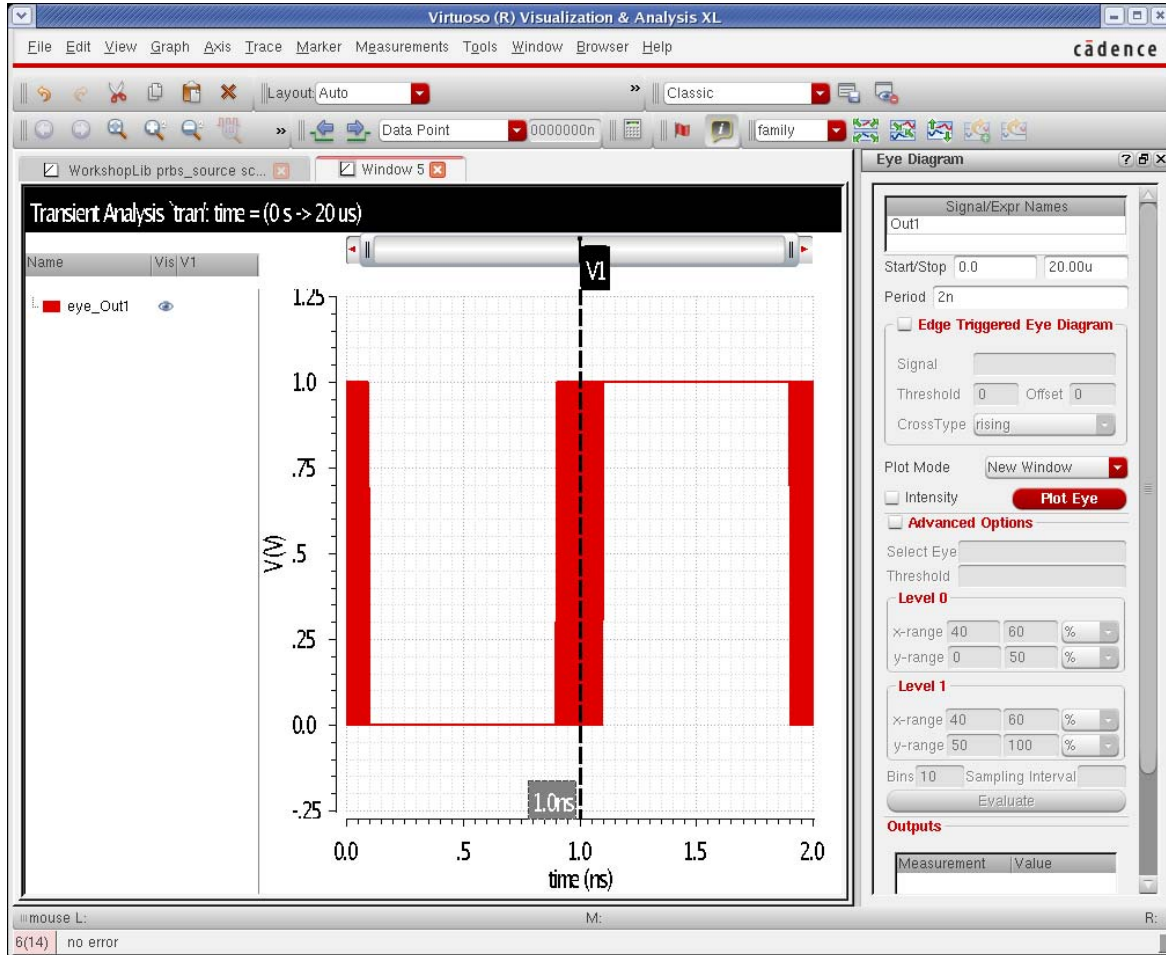 Virtuoso (R) Visualization & Analysis XL
File Edit View Graph Axis Trace Marker Measurements Tools Window Browser Help
cādence
Layout: Auto
»
Classic
»
Data Point
0000000n
family
WorkshopLib prbs_source sc...
Window 5
Transient Analysis `tran': time = (0 s -> 20 us)
Name Vis V1
eye_Out1
V1
1.25
1.0
.75
.5
.25
0.0
-.25
V (V)
1.0ns
0.0 .5 1.0 1.5 2.0
time (ns)
Eye Diagram
Signal/Expr Names
Out1
Start/Stop 0.0 20.00u
Period 2n
Edge Triggered Eye Diagram
Signal
Threshold 0 Offset 0
CrossType rising
Plot Mode New Window
Intensity Plot Eye
Advanced Options
Select Eye
Threshold
Level 0
x-range 40 60 %
y-range 0 50 %
Level 1
x-range 40 60 %
y-range 50 100 %
Bins 10 Sampling Interval
Evaluate
Outputs
Measurement Value
mouse L: M: R:
6(14) no error